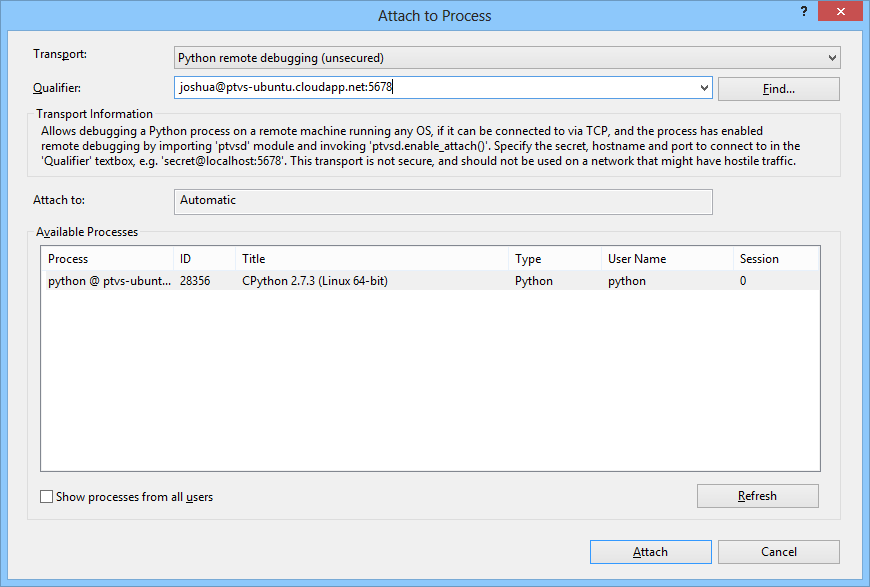 Attach to Process
?
Transport:
Python remote debugging (unsecured)
Qualifier:
joshua@ptvs-ubuntu.cloudapp.net:5678
Find...
Transport Information
Allows debugging a Python process on a remote machine running any OS, if it can be connected to via TCP, and the process has enabled
remote debugging by importing 'ptvsd' module and invoking 'ptvsd.enable_attach()'. Specify the secret, hostname and port to connect to in the
'Qualifier' textbox, e.g. 'secret@localhost:5678'. This transport is not secure, and should not be used on a network that might have hostile traffic.
Attach to:
Automatic
Available Processes
Process ID Title Type User Name Session
python @ ptvs-ubunt... 28356 CPython 2.7.3 (Linux 64-bit) Python python 0
Show processes from all users
Refresh
Attach
Cancel